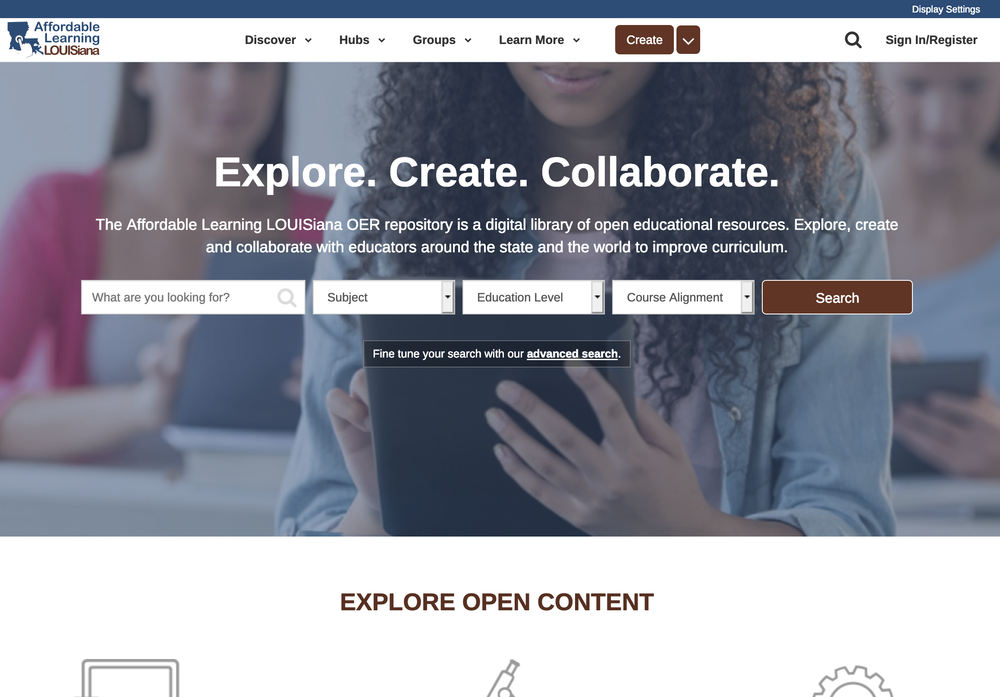 Display Settings
Affordable
Learning
LOUISiana
Discover
Hubs
Groups
Learn More
Create
Sign In/Register
Explore. Create. Collaborate.
The Affordable Learning LOUISiana OER repository is a digital library of open educational resources. Explore, create
and collaborate with educators around the state and the world to improve curriculum.
What are you looking for?
Subject
Education Level
Course Alignment
Search
Fine tune your search with our advanced search.
EXPLORE OPEN CONTENT